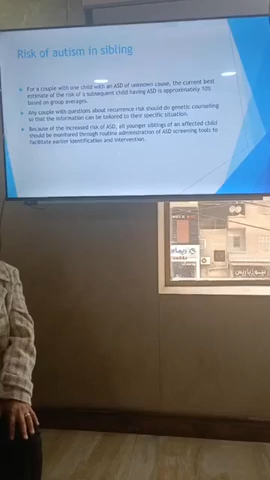 Risk of autism in sibling
For a couple with one child with an ASD of unknown cause, the current best
estimate of the risk of a subsequent child having ASD is approximately 10%
based on group averages.
Any couple with questions about recurrence risk should do genetic counseling
so that the information can be tailored to their specific situation.
Because of the increased risk of ASD, all younger siblings of an affected child
should be monitored through routine administration of ASD screening tools to
facilitate earlier identification and intervention.